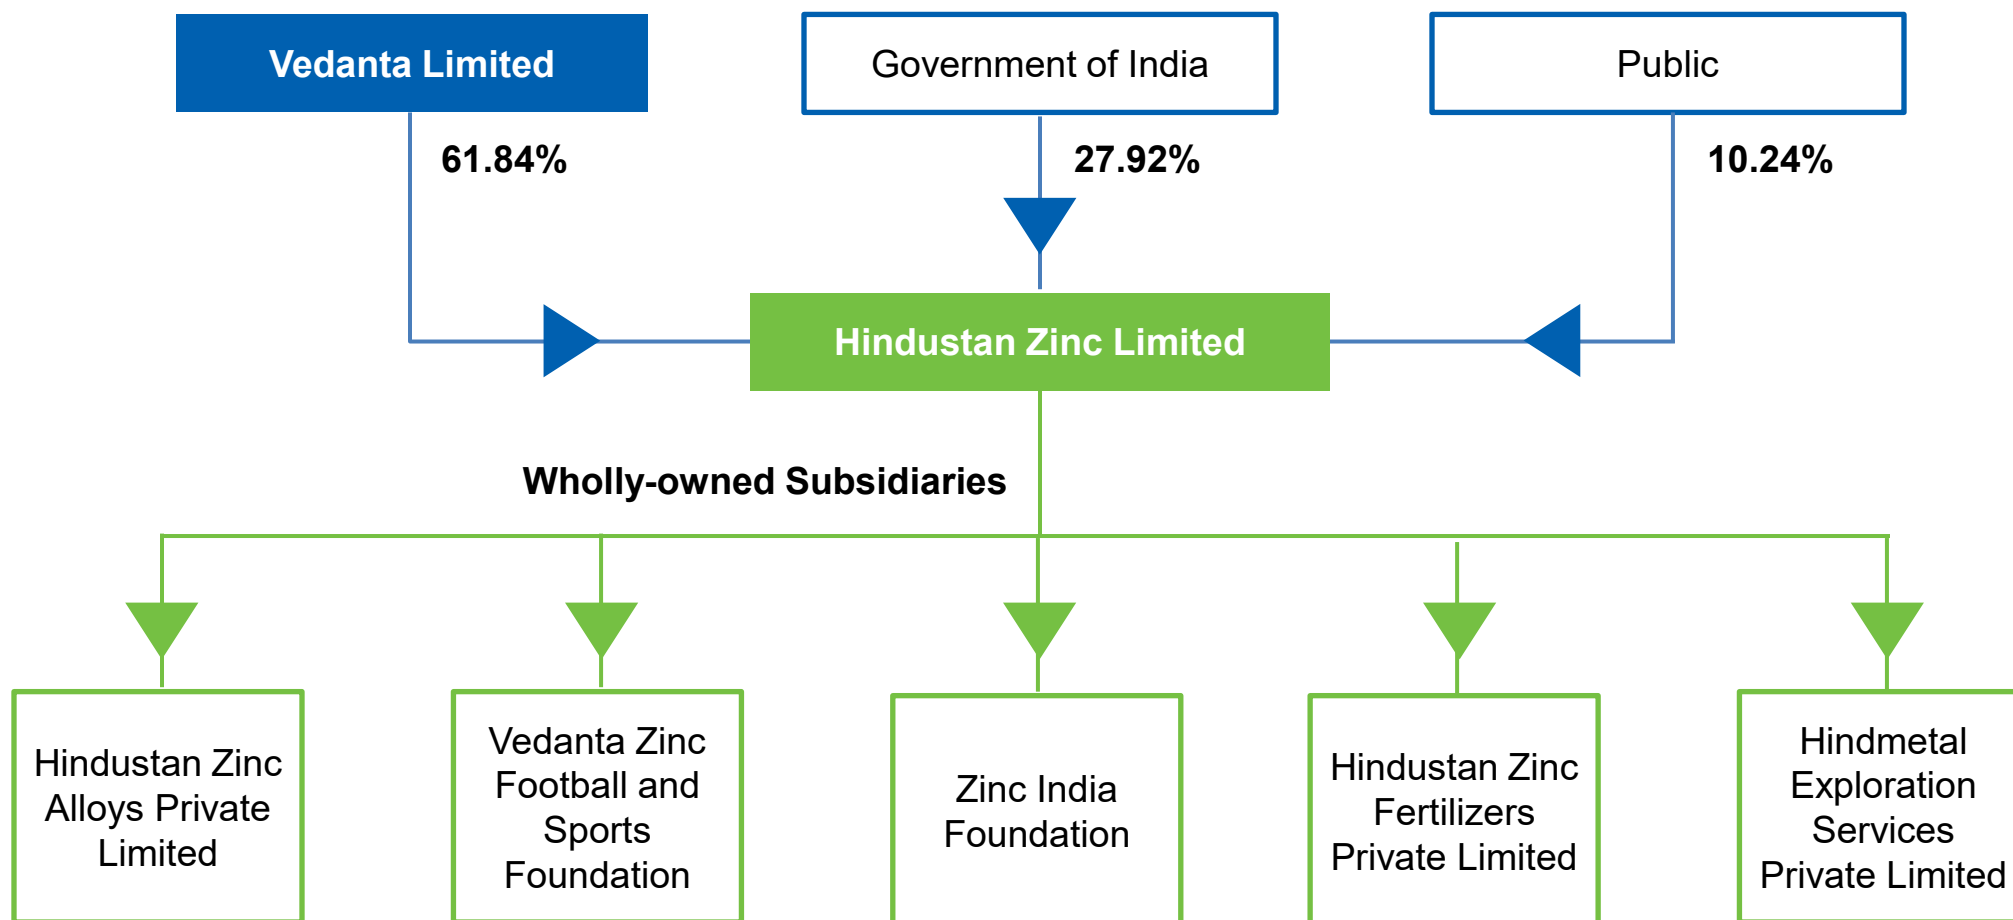 Vedanta Limited
Government of India
Public
61.84%
27.92%
10.24%
Hindustan Zinc Limited
Wholly-owned Subsidiaries
Hindustan Zinc
Alloys Private
Limited
Vedanta Zinc
Football and
Sports
Foundation
Zinc India
Foundation
Hindustan Zinc
Fertilizers
Private Limited
Hindmetal
Exploration
Services
Private Limited